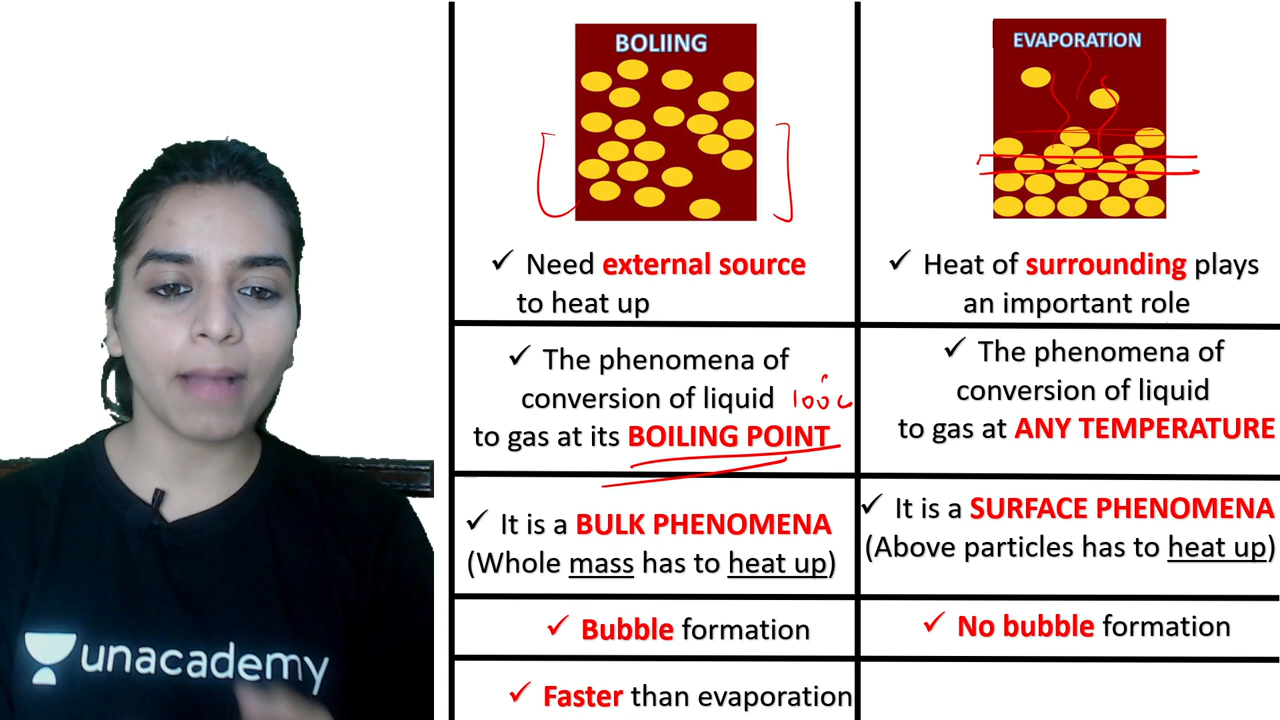 BOLIING
✓ Need external source
to heat up
✓ The phenomena of
conversion of liquid 100°C
to gas at its BOILING POINT
✓ It is a BULK PHENOMENA
(Whole mass has to heat up)
✓ Bubble formation
✓ Faster than evaporation
EVAPORATION
✓ Heat of surrounding plays
an important role
✓ The phenomena of
conversion of liquid
to gas at ANY TEMPERATURE
✓ It is a SURFACE PHENOMENA
(Above particles has to heat up)
✓ No bubble formation
unacademy